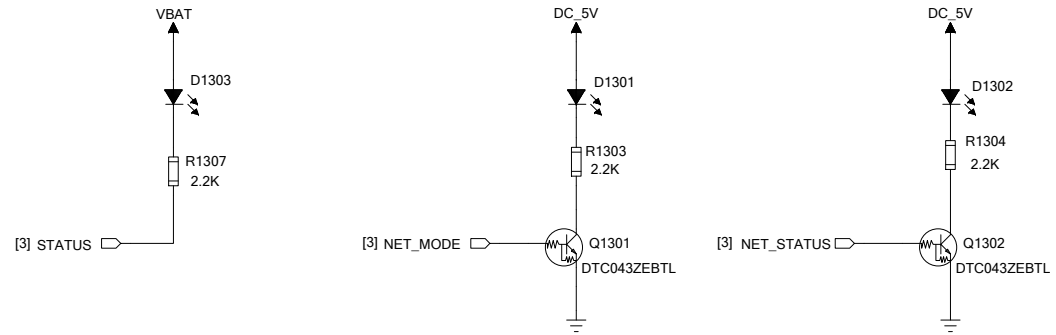 VBAT
D1303
R1307
2.2K
[3] STATUS
DC_5V
D1301
R1303
2.2K
[3] NET_MODE
Q1301
DTC043ZEBTL
DC_5V
D1302
R1304
2.2K
[3] NET_STATUS
Q1302
DTC043ZEBTL